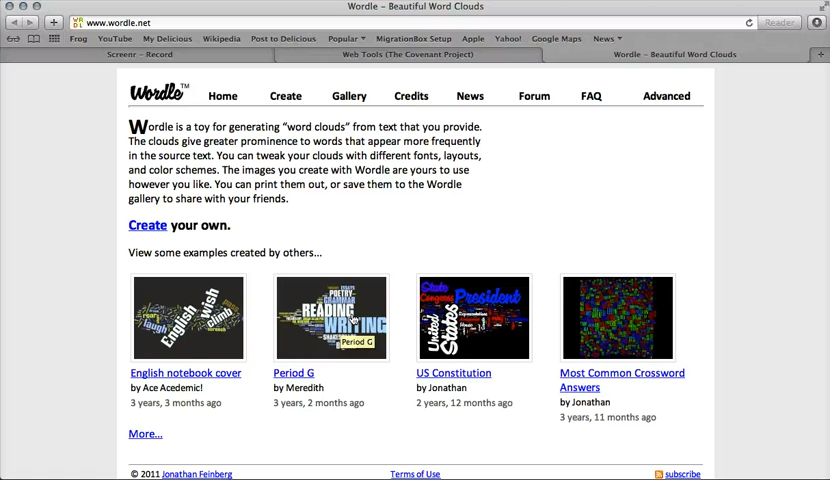 Wordle – Beautiful Word Clouds
www.wordle.net
Reader
Frog YouTube My Delicious Wikipedia Post to Delicious Popular MigrationBox Setup Apple Yahoo! Google Maps News
Screenr – Record Web Tools (The Covenant Project) Wordle – Beautiful Word Clouds
Wordle™ Home Create Gallery Credits News Forum FAQ Advanced
Wordle is a toy for generating “word clouds” from text that you provide.
The clouds give greater prominence to words that appear more frequently
in the source text. You can tweak your clouds with different fonts, layouts,
and color schemes. The images you create with Wordle are yours to use
however you like. You can print them out, or save them to the Wordle
gallery to share with your friends.
Create your own.
View some examples created by others...
English wish climb laugh
POETRY GRAMMAR READING WRITING
Period G
State Congress President United States
English notebook cover Period G US Constitution Most Common Crossword
Answers
by Ace Acedemic! by Meredith by Jonathan by Jonathan
3 years, 3 months ago 3 years, 2 months ago 2 years, 12 months ago 3 years, 11 months ago
More...
© 2011 Jonathan Feinberg Terms of Use subscribe